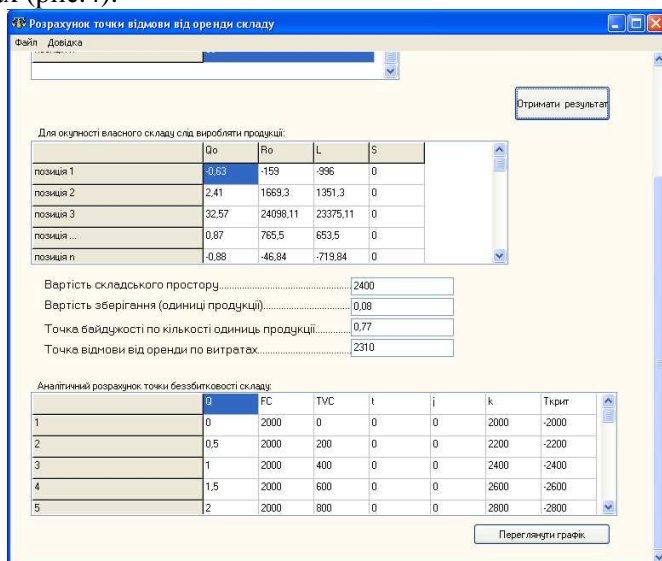 (рис.4).
Розрахунок точки відмови від оренди складу
Файл Довідка
Отримати результат
Для окупності власного складу слід виробляти продукції:
Qo Ro L S
позиція 1 -0,63 -159 -996 0
позиція 2 2,41 1669,3 1351,3 0
позиція 3 32,57 24098,11 23375,11 0
позиція ... 0,87 765,5 653,5 0
позиція n -0,88 -46,84 -719,84 0
Вартість складського простору 2400
Вартість зберігання (одиниці продукції) 0,08
Точка байдужості по кількості одиниць продукції 0,77
Точка відмови від оренди по витратах 2310
Аналітичний розрахунок точки беззбитковості складу:
Q FC TVC t j k Ткрит
1 0 2000 0 0 0 2000 -2000
2 0,5 2000 200 0 0 2200 -2200
3 1 2000 400 0 0 2400 -2400
4 1,5 2000 600 0 0 2600 -2600
5 2 2000 800 0 0 2800 -2800
Переглянути графік